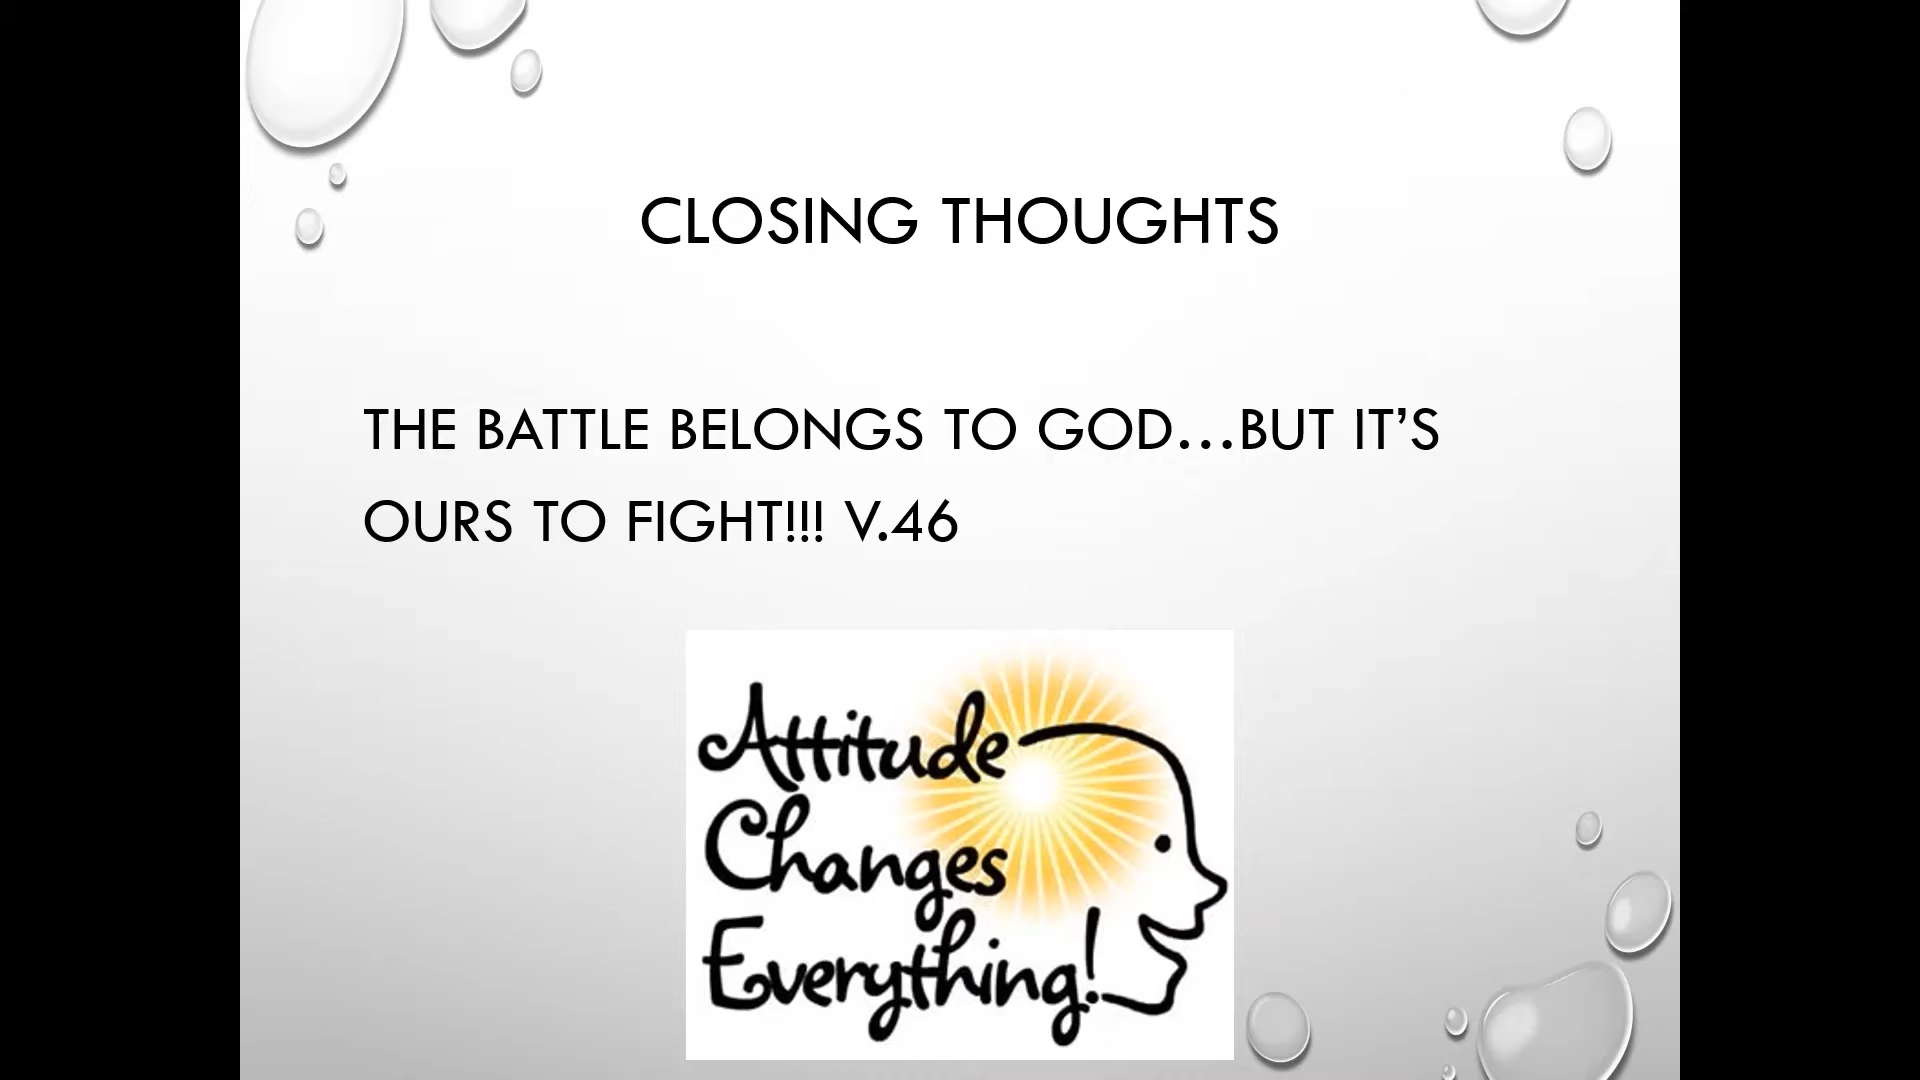 CLOSING THOUGHTS
THE BATTLE BELONGS TO GOD…BUT IT’S
OURS TO FIGHT!!! V.46
Attitude
Changes
Everything!